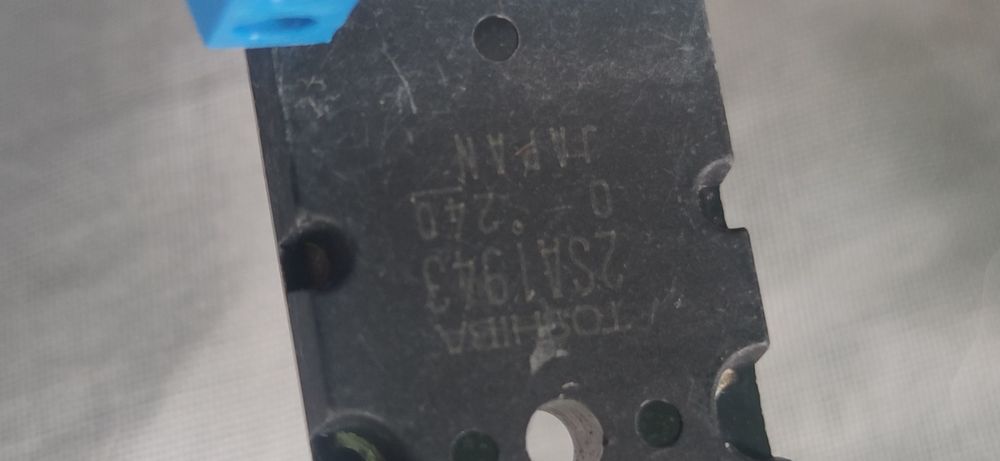 TOSHIBA
2SA1943
O 240
JAPAN